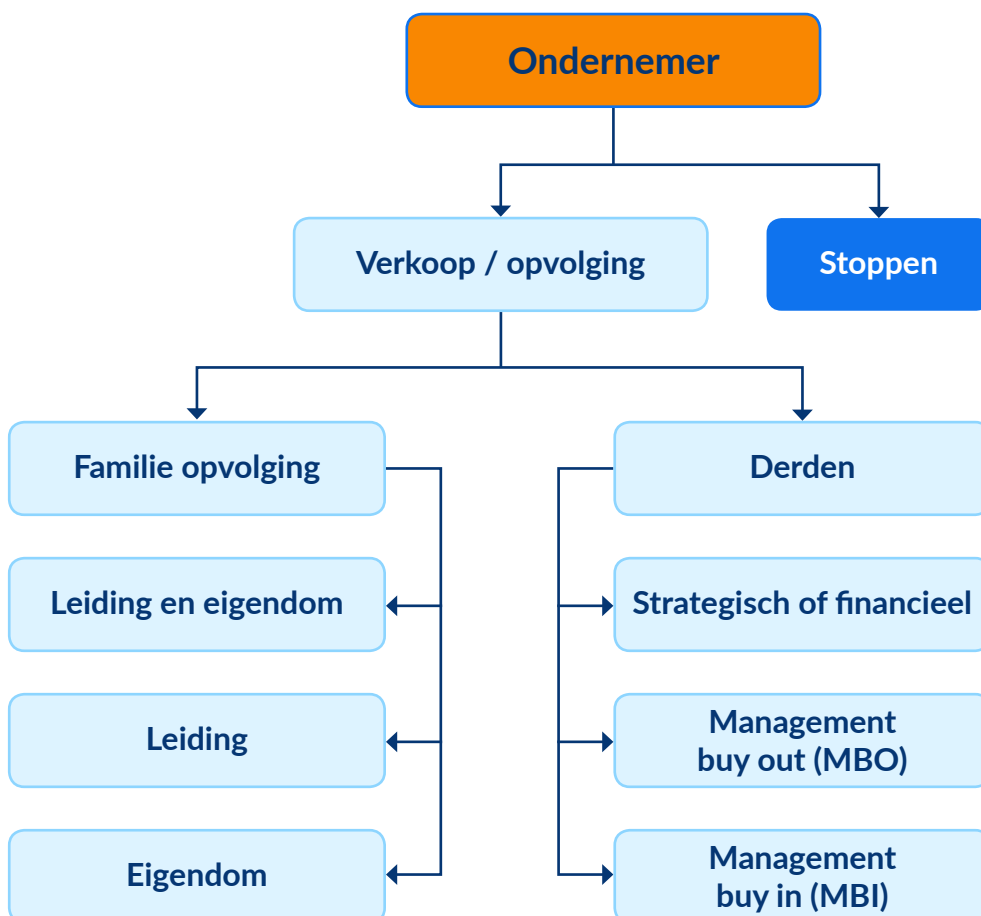 Ondernemer
Verkoop / opvolging
Stoppen
Familie opvolging
Derden
Leiding en eigendom
Strategisch of financieel
Leiding
Management
buy out (MBO)
Eigendom
Management
buy in (MBI)